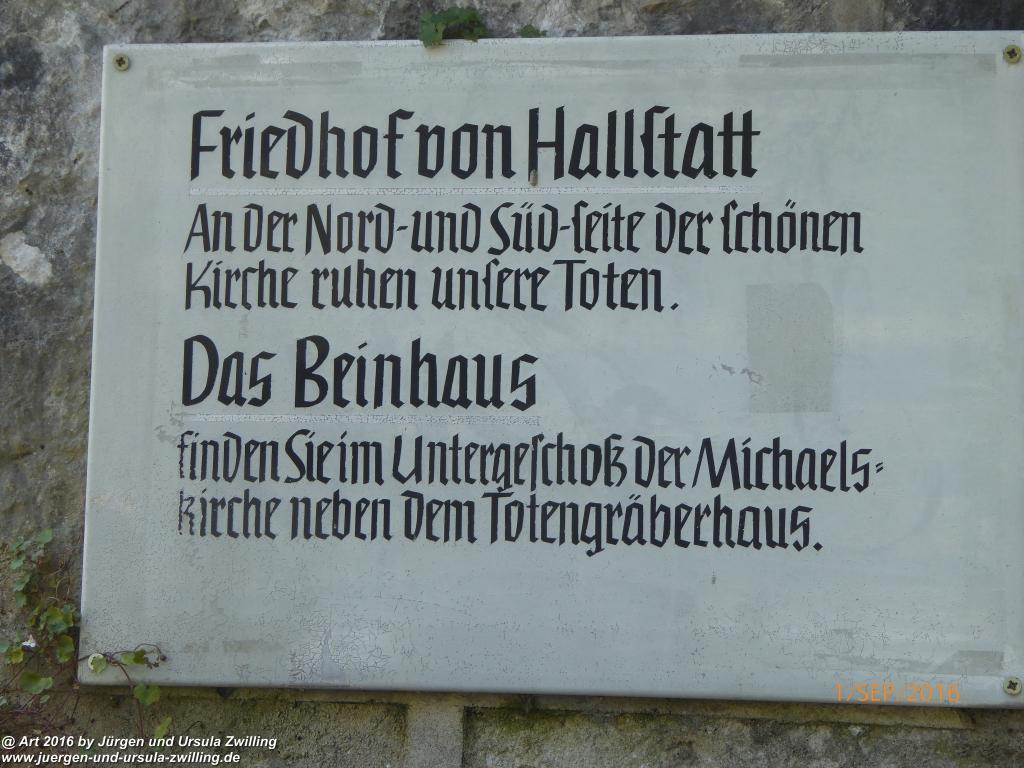 Friedhof von Hallſtatt
An der Nord-und Süd-ſeite der ſchönen
Kirche ruhen unſere Toten.
Das Beinhaus
finden Sie im Untergeſchoß der Michaels-
kirche neben dem Totengräberhaus.
1/SEP/2016
@ Art 2016 by Jürgen und Ursula Zwilling
www.juergen-und-ursula-zwilling.de